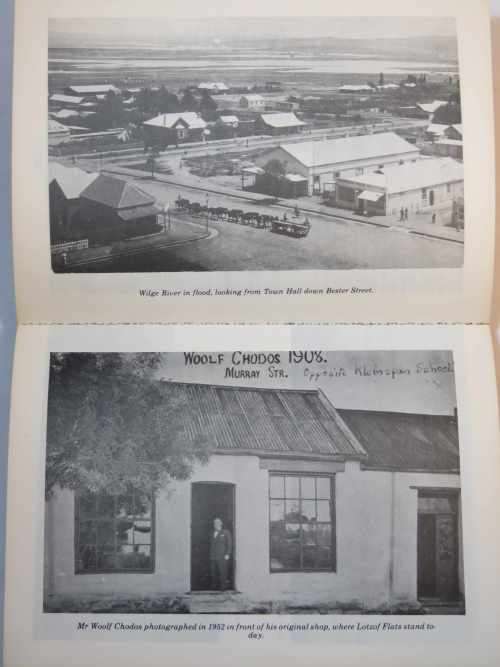 Wilge River in flood, looking from Town Hall down Bester Street.
WOOLF CHODOS 1908.
MURRAY STR. Opposite Kleinspan School
Mr Woolf Chodos photographed in 1952 in front of his original shop, where Lotzof Flats stand to-
day.